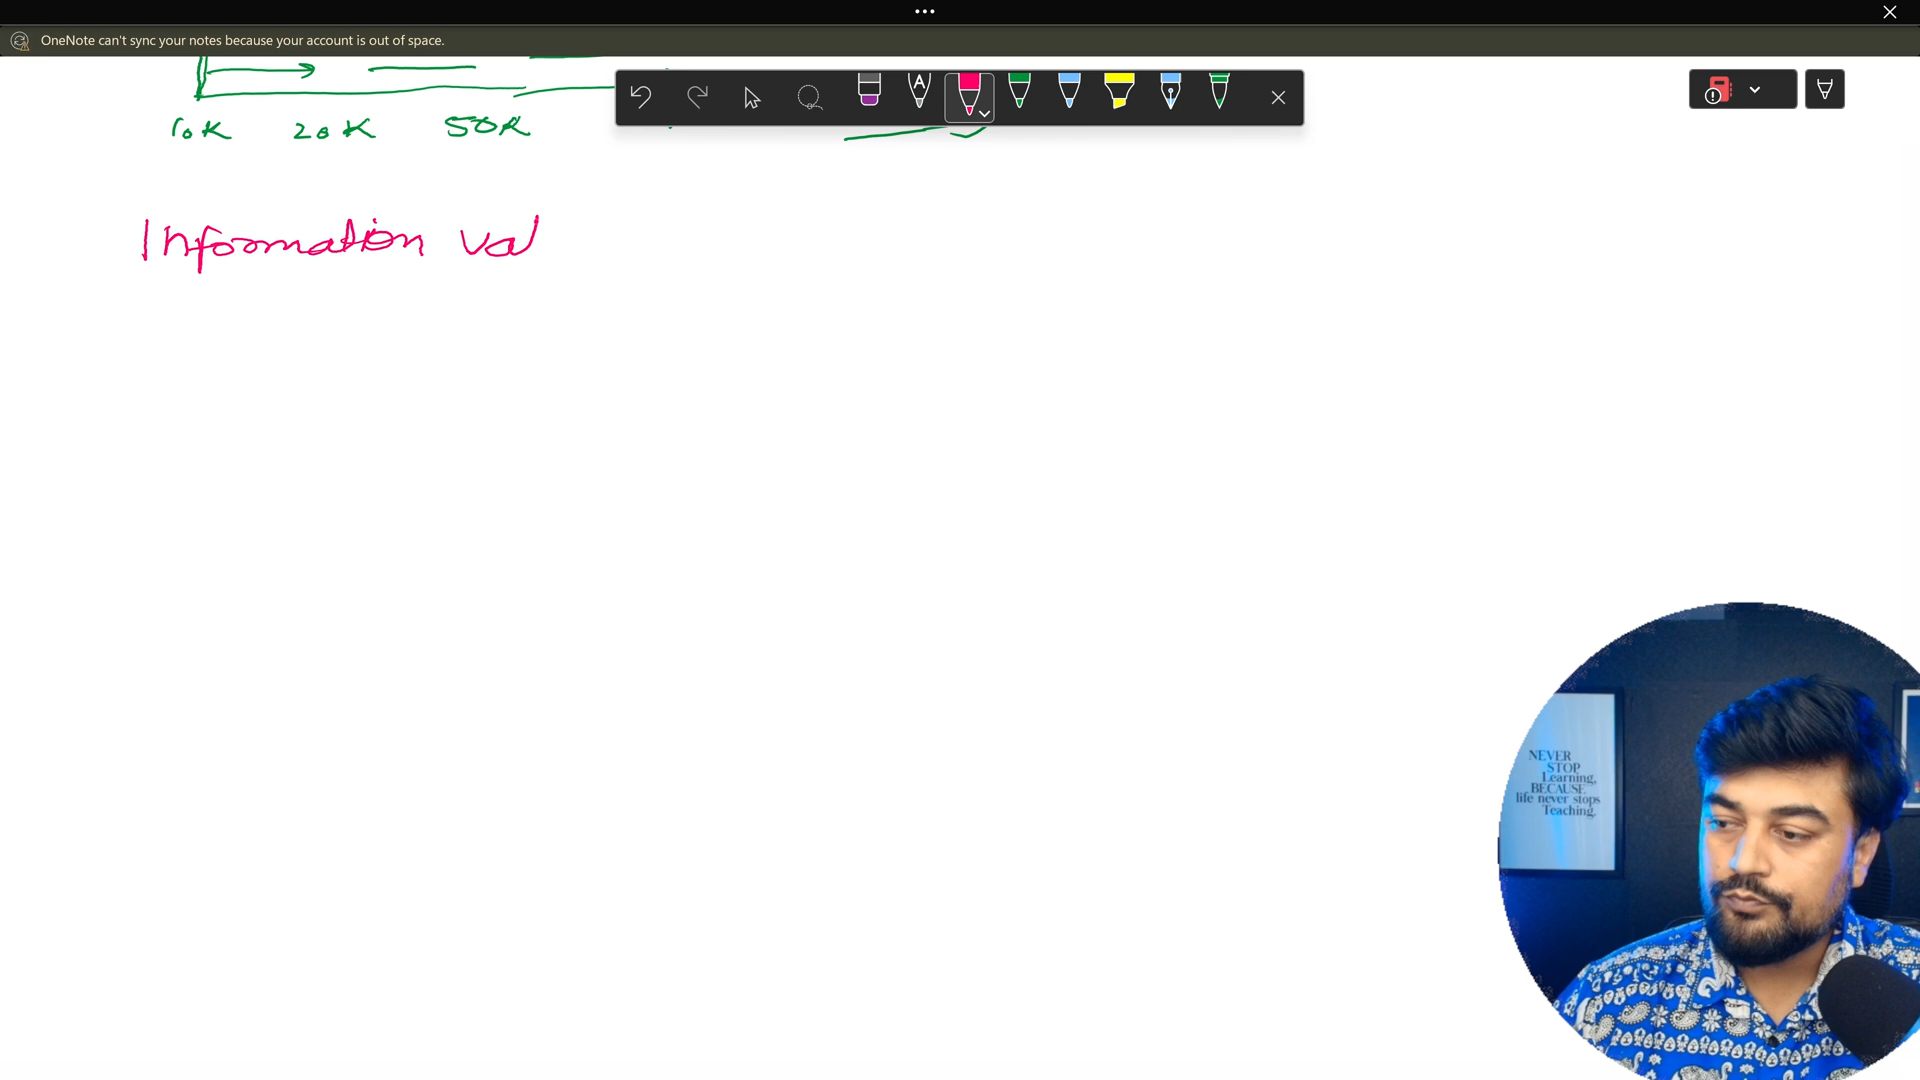 OneNote can't sync your notes because your account is out of space.
10K 20K 50K
Information val
NEVER
STOP
Learning,
BECAUSE
life never stops
Teaching.